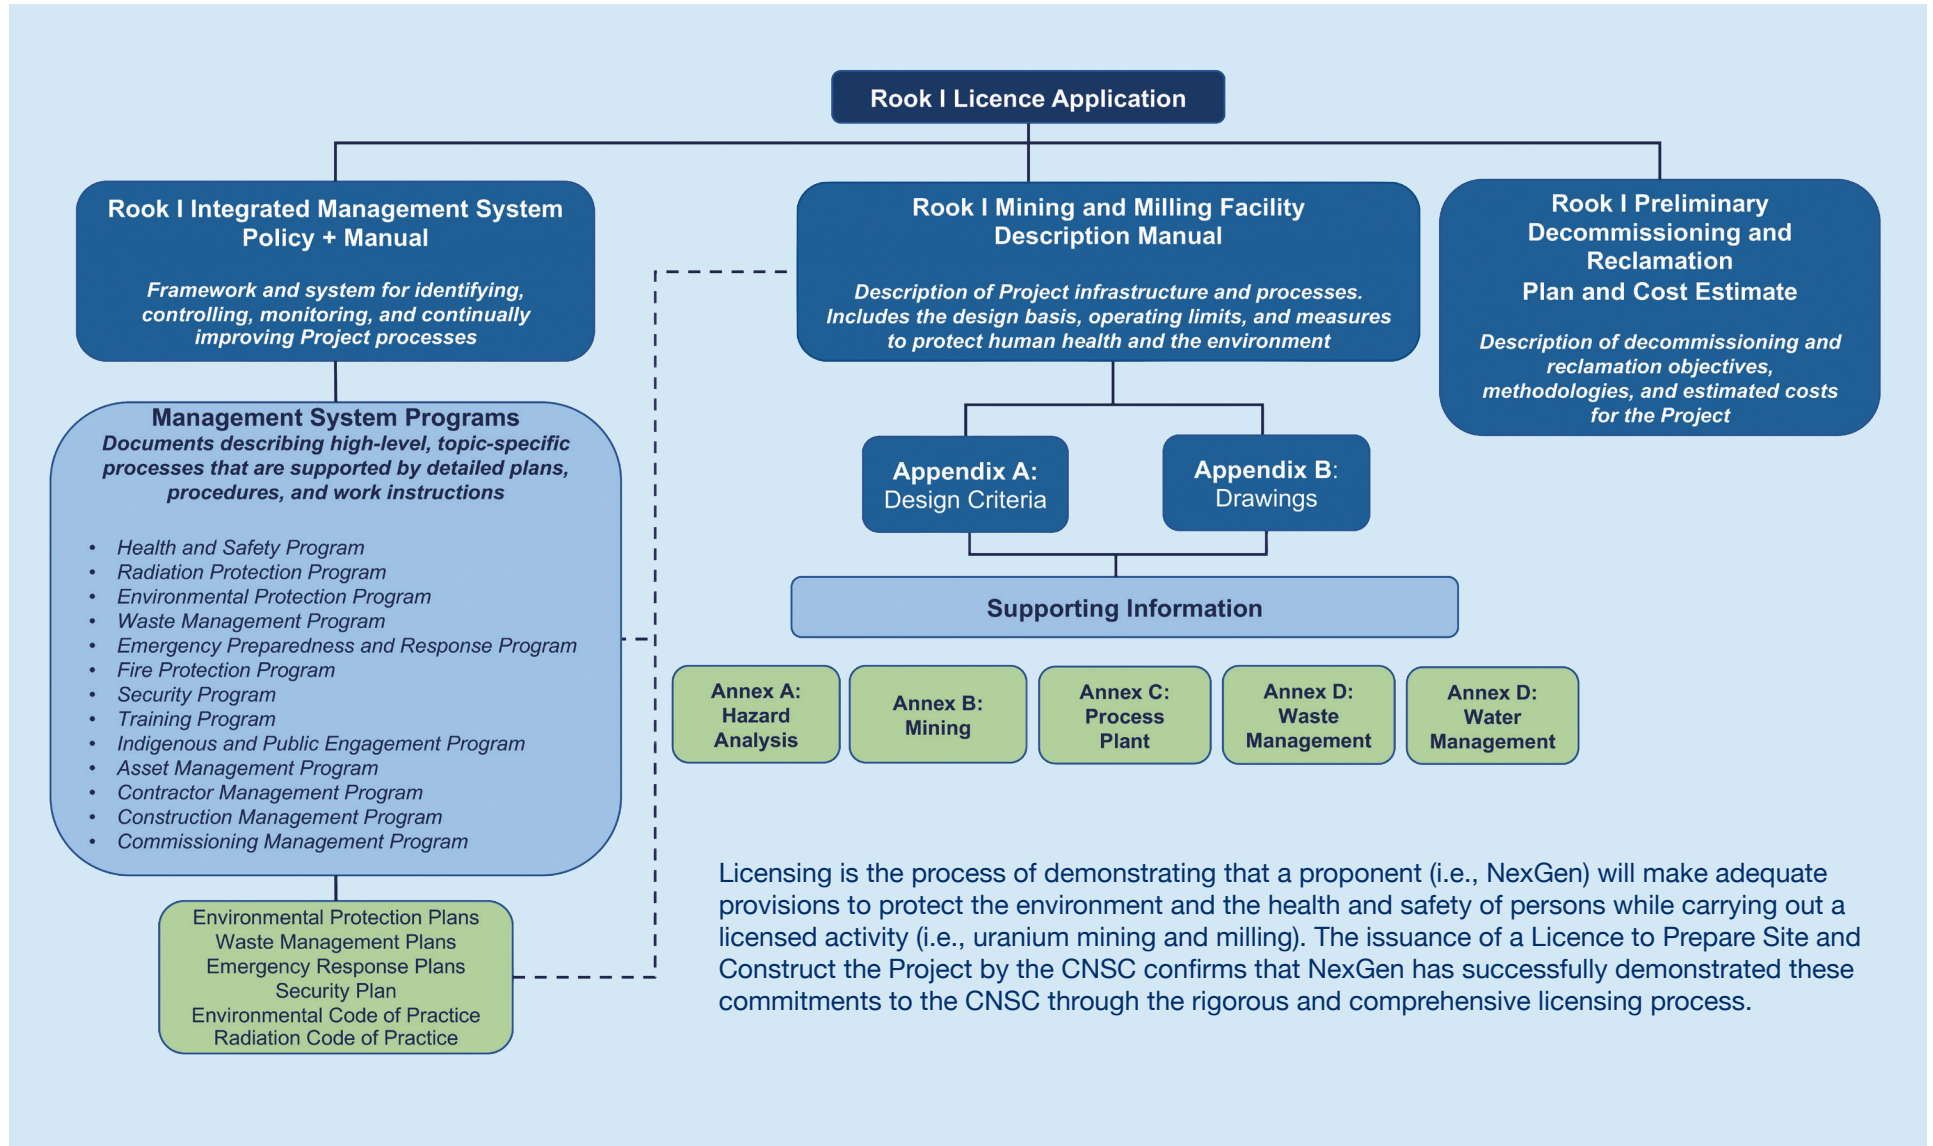 Rook I Licence Application
Rook I Integrated Management System
Policy + Manual
Framework and system for identifying,
controlling, monitoring, and continually
improving Project processes
Management System Programs
Documents describing high-level, topic-specific
processes that are supported by detailed plans,
procedures, and work instructions
• Health and Safety Program
• Radiation Protection Program
• Environmental Protection Program
• Waste Management Program
• Emergency Preparedness and Response Program
• Fire Protection Program
• Security Program
• Training Program
• Indigenous and Public Engagement Program
• Asset Management Program
• Contractor Management Program
• Construction Management Program
• Commissioning Management Program
Environmental Protection Plans
Waste Management Plans
Emergency Response Plans
Security Plan
Environmental Code of Practice
Radiation Code of Practice
Rook I Mining and Milling Facility
Description Manual
Description of Project infrastructure and processes.
Includes the design basis, operating limits, and measures
to protect human health and the environment
Appendix A:
Design Criteria
Appendix B:
Drawings
Supporting Information
Annex A:
Hazard
Analysis
Annex B:
Mining
Annex C:
Process
Plant
Annex D:
Waste
Management
Annex D:
Water
Management
Rook I Preliminary
Decommissioning and
Reclamation
Plan and Cost Estimate
Description of decommissioning and
reclamation objectives,
methodologies, and estimated costs
for the Project
Licensing is the process of demonstrating that a proponent (i.e., NexGen) will make adequate
provisions to protect the environment and the health and safety of persons while carrying out a
licensed activity (i.e., uranium mining and milling). The issuance of a Licence to Prepare Site and
Construct the Project by the CNSC confirms that NexGen has successfully demonstrated these
commitments to the CNSC through the rigorous and comprehensive licensing process.